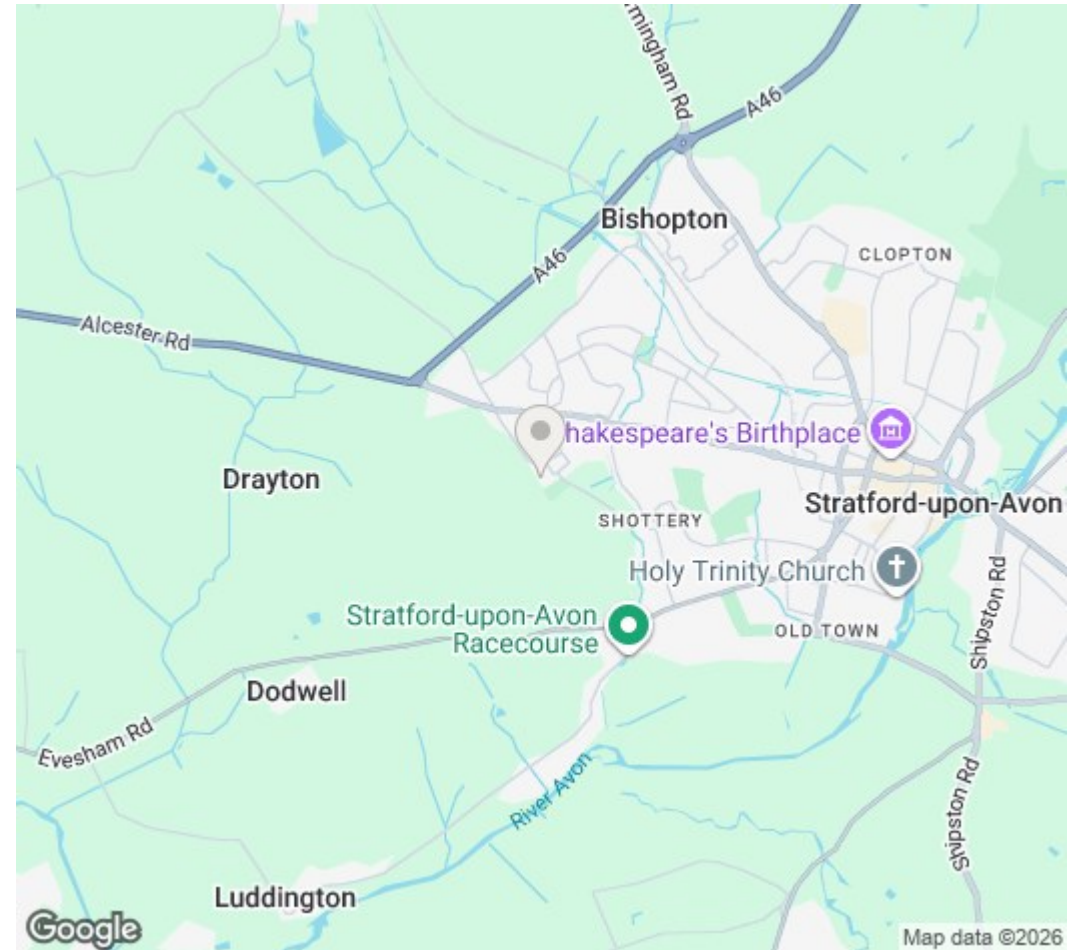 rmingham Rd
A46
Bishopton
CLOPTON
A46
Alcester Rd
hakespeare's Birthplace
Drayton
Stratford-upon-Avon
SHOTTERY
Holy Trinity Church
Stratford-upon-Avon
Racecourse
OLD TOWN
Shipston Rd
Dodwell
Evesham Rd
River Avon
Shipston Rd
Luddington
Google
Map data ©2026